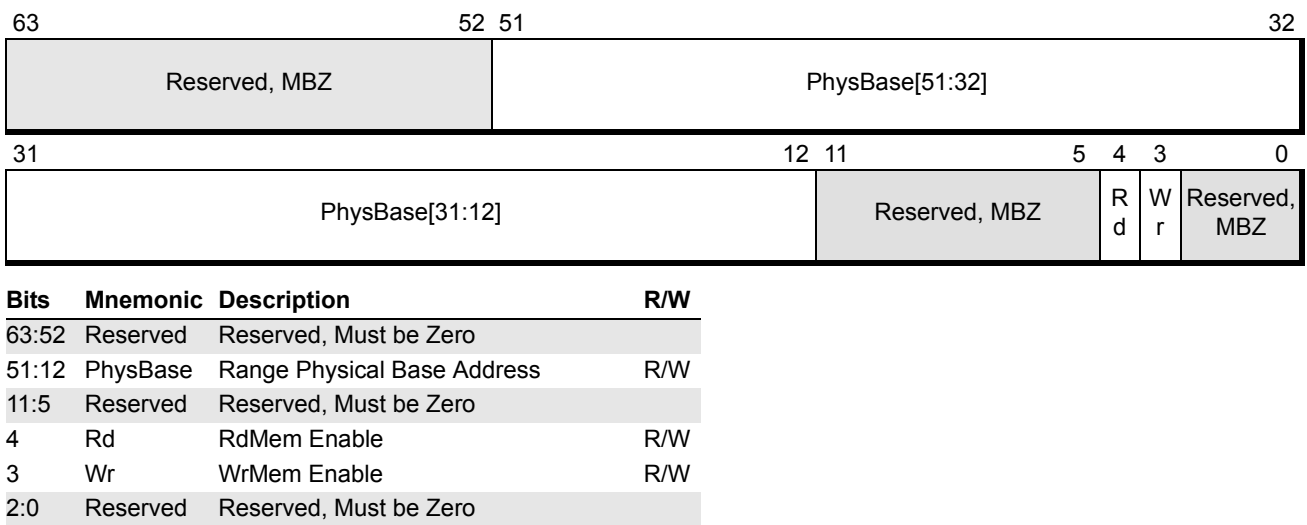 63 52 51 32
Reserved, MBZ PhysBase[51:32]
31 12 11 5 4 3 0
PhysBase[31:12] Reserved, MBZ Rd Wr Reserved, MBZ
Bits Mnemonic Description R/W
63:52 Reserved Reserved, Must be Zero
51:12 PhysBase Range Physical Base Address R/W
11:5 Reserved Reserved, Must be Zero
4 Rd RdMem Enable R/W
3 Wr WrMem Enable R/W
2:0 Reserved Reserved, Must be Zero